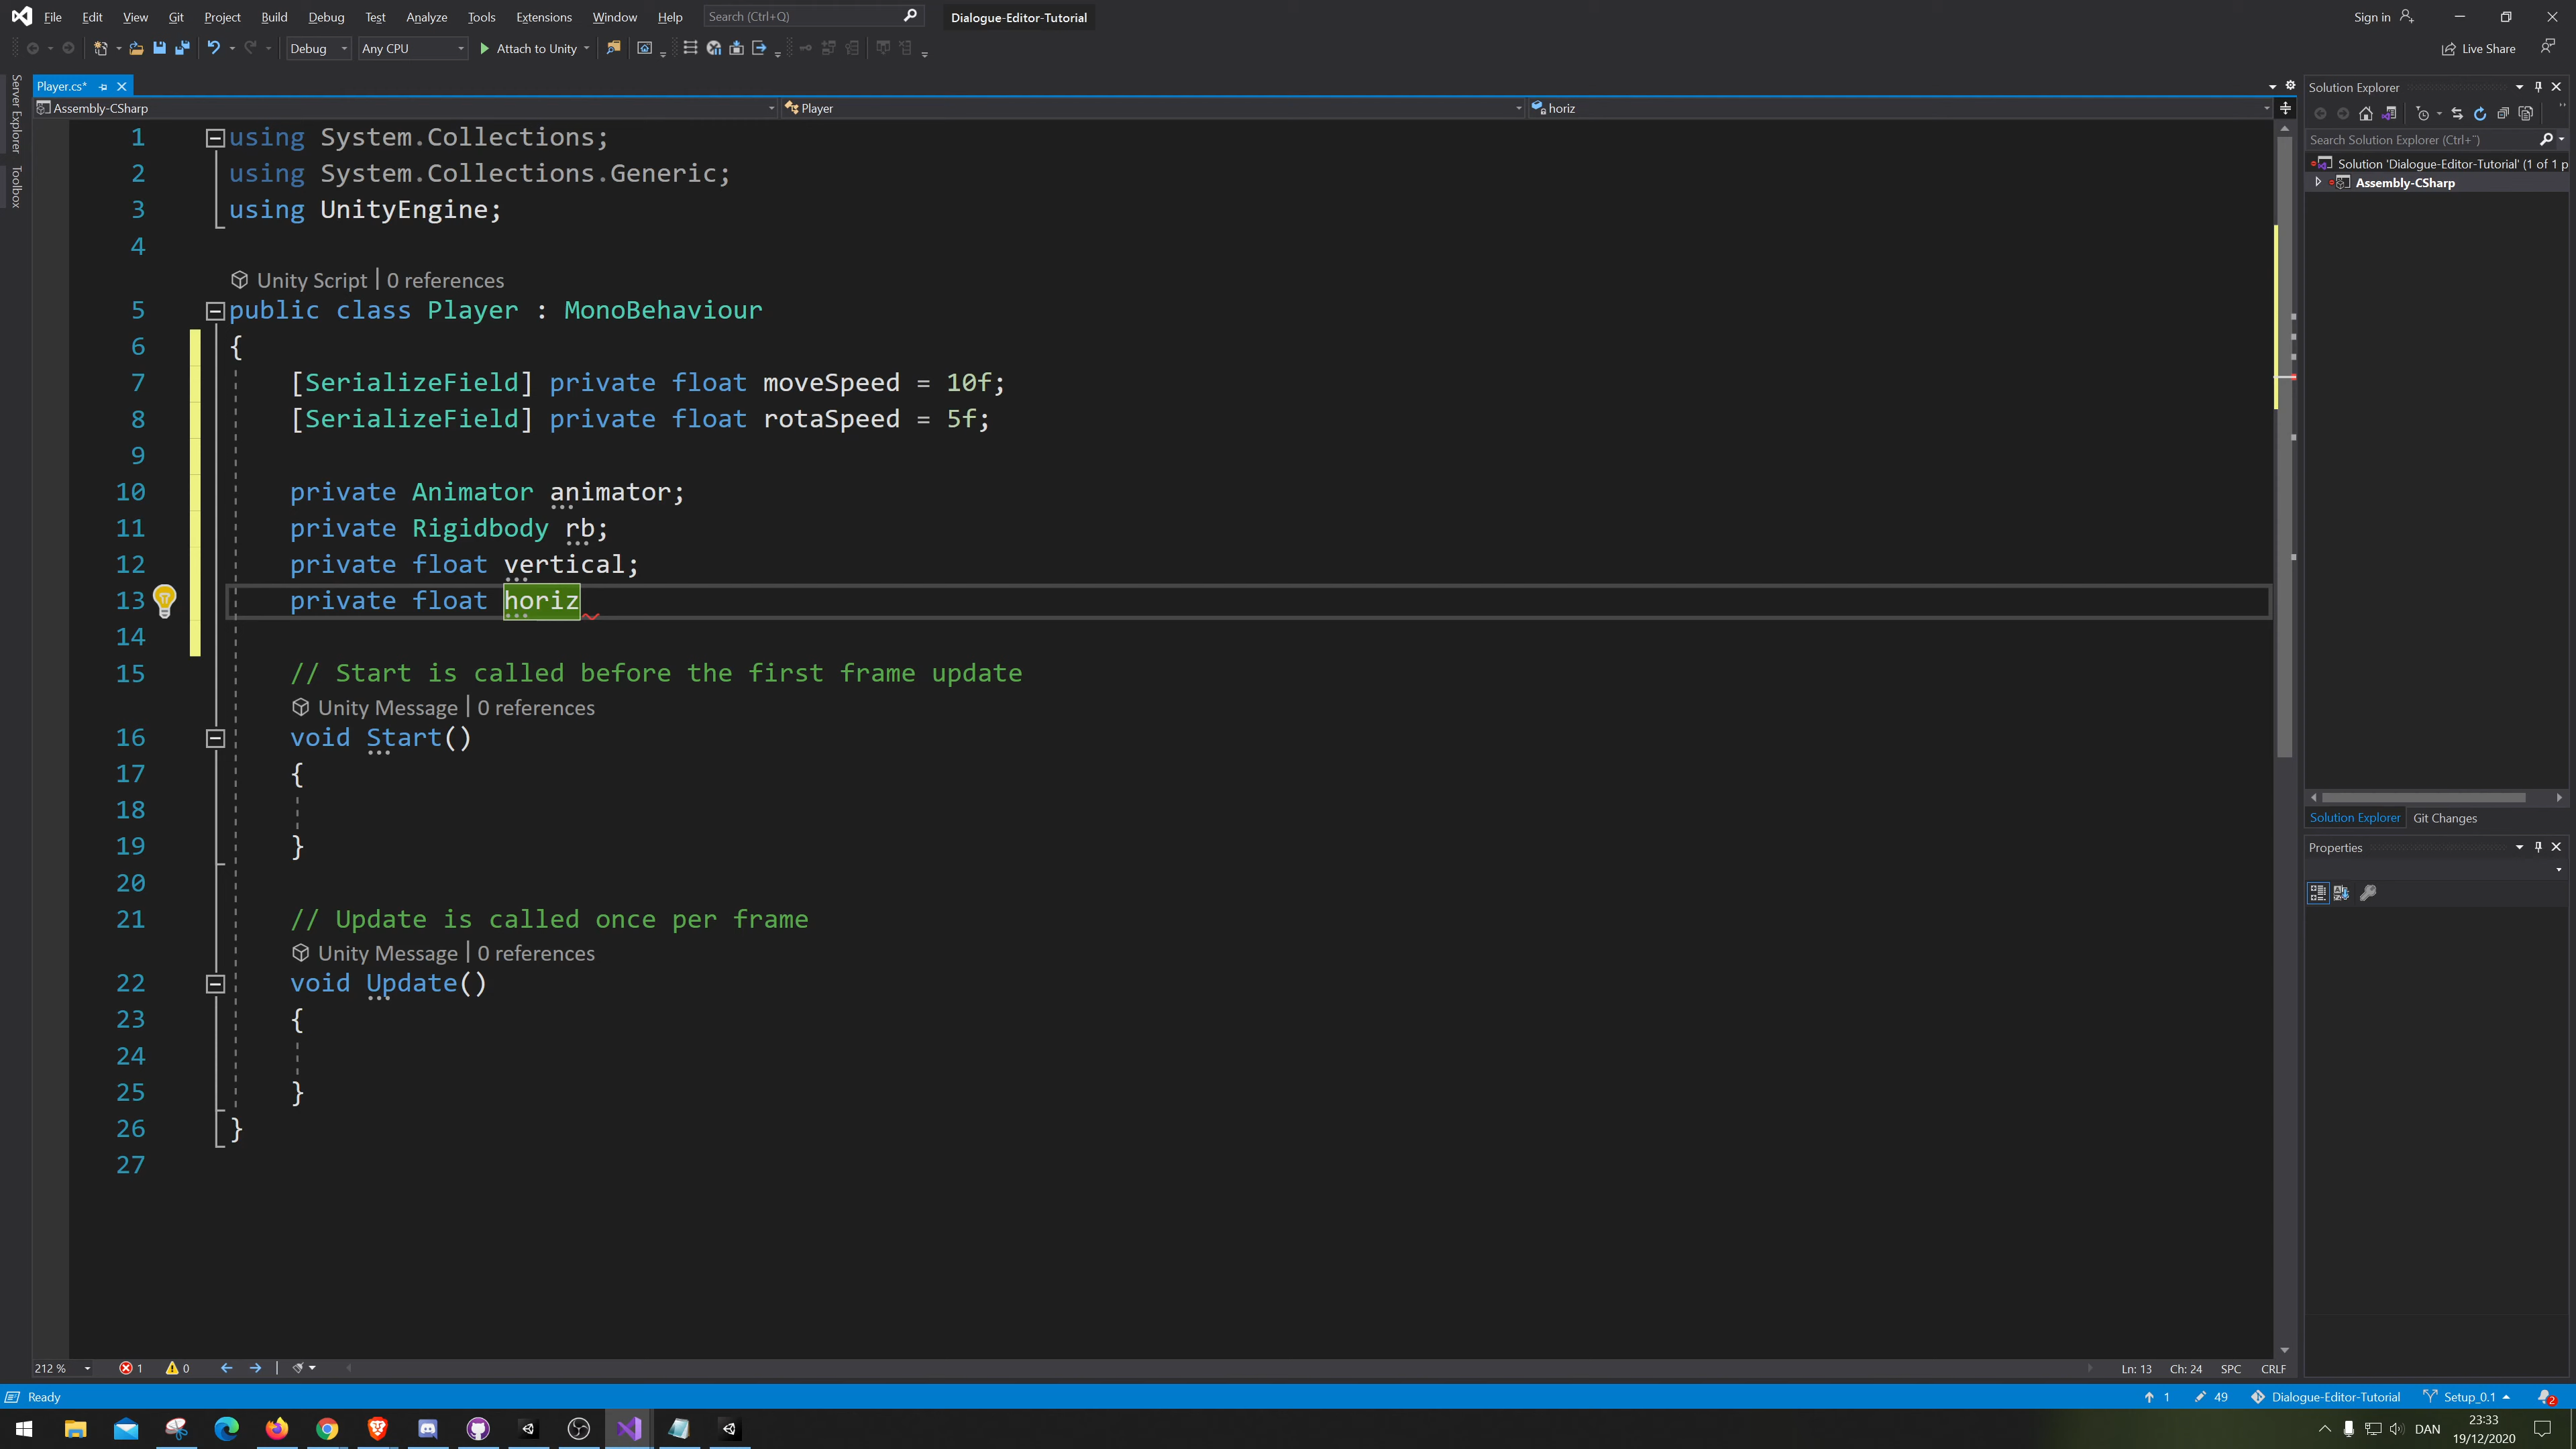 File Edit View Git Project Build Debug Test Analyze Tools Extensions Window Help Search (Ctrl+Q) Dialogue-Editor-Tutorial Sign in
Debug Any CPU Attach to Unity Live Share
Server Explorer
Toolbox
Player.cs*
Assembly-CSharp Player horiz
1 using System.Collections;
2 using System.Collections.Generic;
3 using UnityEngine;
4
Unity Script | 0 references
5 public class Player : MonoBehaviour
6 {
7 [SerializeField] private float moveSpeed = 10f;
8 [SerializeField] private float rotaSpeed = 5f;
9
10 private Animator animator;
11 private Rigidbody rb;
12 private float vertical;
13 private float horiz
14
15 // Start is called before the first frame update
Unity Message | 0 references
16 void Start()
17 {
18
19 }
20
21 // Update is called once per frame
Unity Message | 0 references
22 void Update()
23 {
24
25 }
26 }
27
Solution Explorer
Search Solution Explorer (Ctrl+¨)
Solution 'Dialogue-Editor-Tutorial' (1 of 1 p
Assembly-CSharp
Solution Explorer Git Changes
Properties
212 % 1 0 Ln: 13 Ch: 24 SPC CRLF
Ready 1 49 Dialogue-Editor-Tutorial Setup_0.1 2
DAN 23:33
19/12/2020